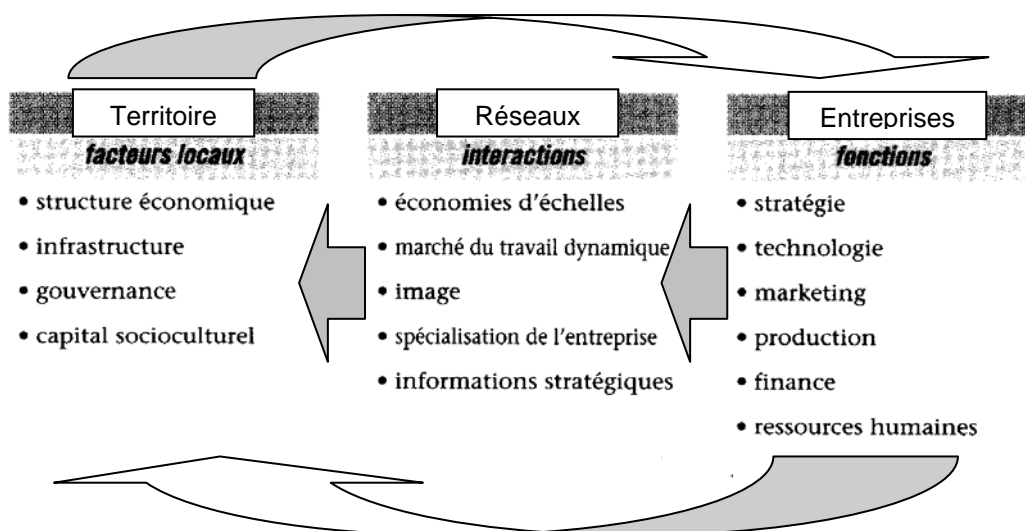 Territoire
facteurs locaux
• structure économique
• infrastructure
• gouvernance
• capital socioculturel
Réseaux
interactions
• économies d'échelles
• marché du travail dynamique
• image
• spécialisation de l'entreprise
• informations stratégiques
Entreprises
fonctions
• stratégie
• technologie
• marketing
• production
• finance
• ressources humaines